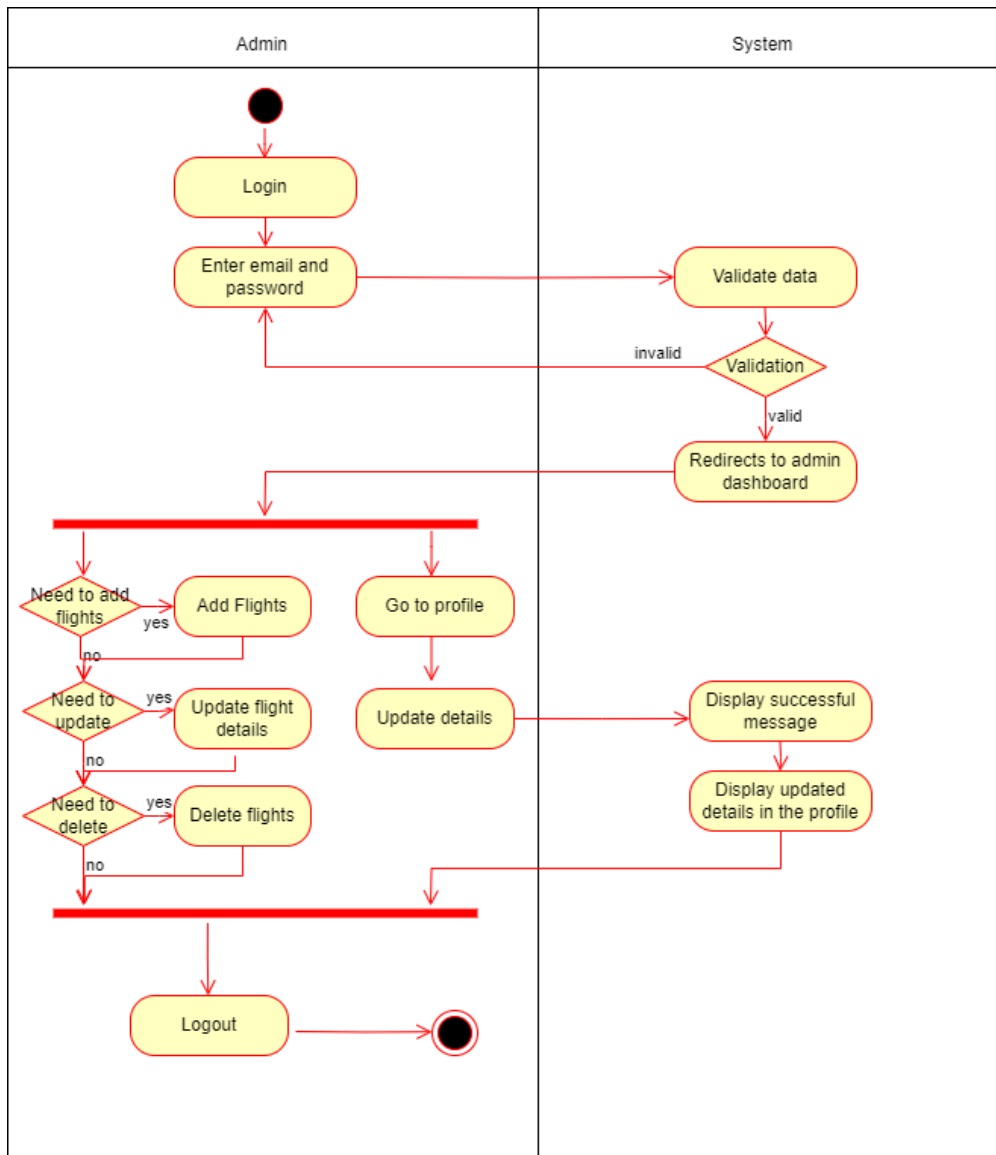 Admin
System
Login
Enter email and
password
Validate data
invalid
Validation
valid
Redirects to admin
dashboard
Need to add
flights
yes
Add Flights
Go to profile
no
Need to
update
yes
Update flight
details
Update details
Display successful
message
no
Need to
delete
yes
Delete flights
Display updated
details in the profile
no
Logout